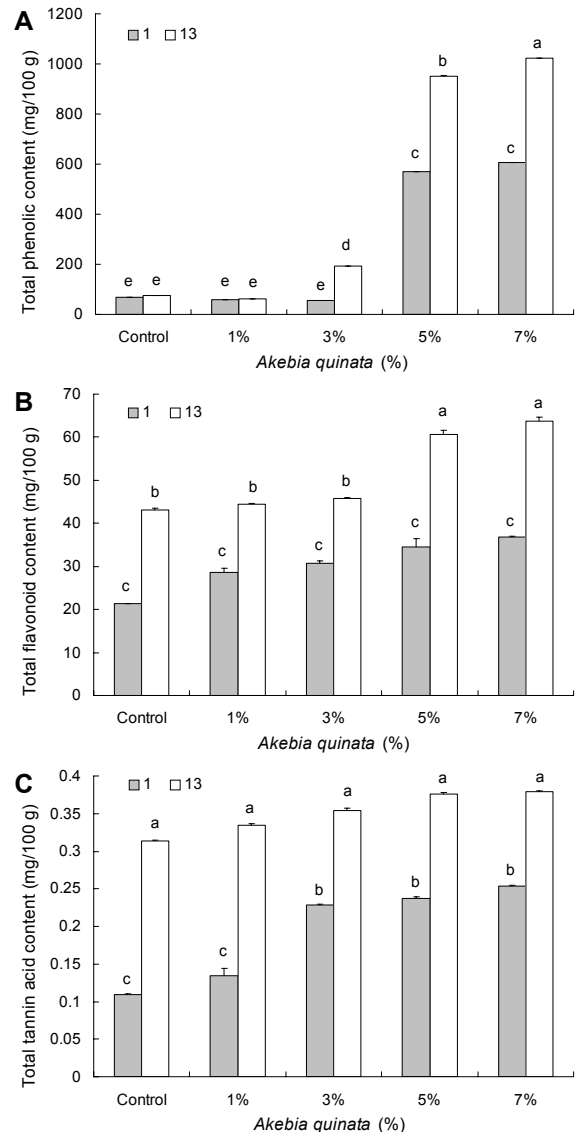 A
1 13
Total phenolic content (mg/100 g)
1200
1000
800
600
400
200
0
e e e e e d c b c a
Control 1% 3% 5% 7%
Akebia quinata (%)
B
1 13
Total flavonoid content (mg/100 g)
70
60
50
40
30
20
10
0
c b c b c b c a c a
Control 1% 3% 5% 7%
Akebia quinata (%)
C
1 13
Total tannin acid content (mg/100 g)
0.4
0.35
0.3
0.25
0.2
0.15
0.1
0.05
0
c a c a b a b a b a
Control 1% 3% 5% 7%
Akebia quinata (%)